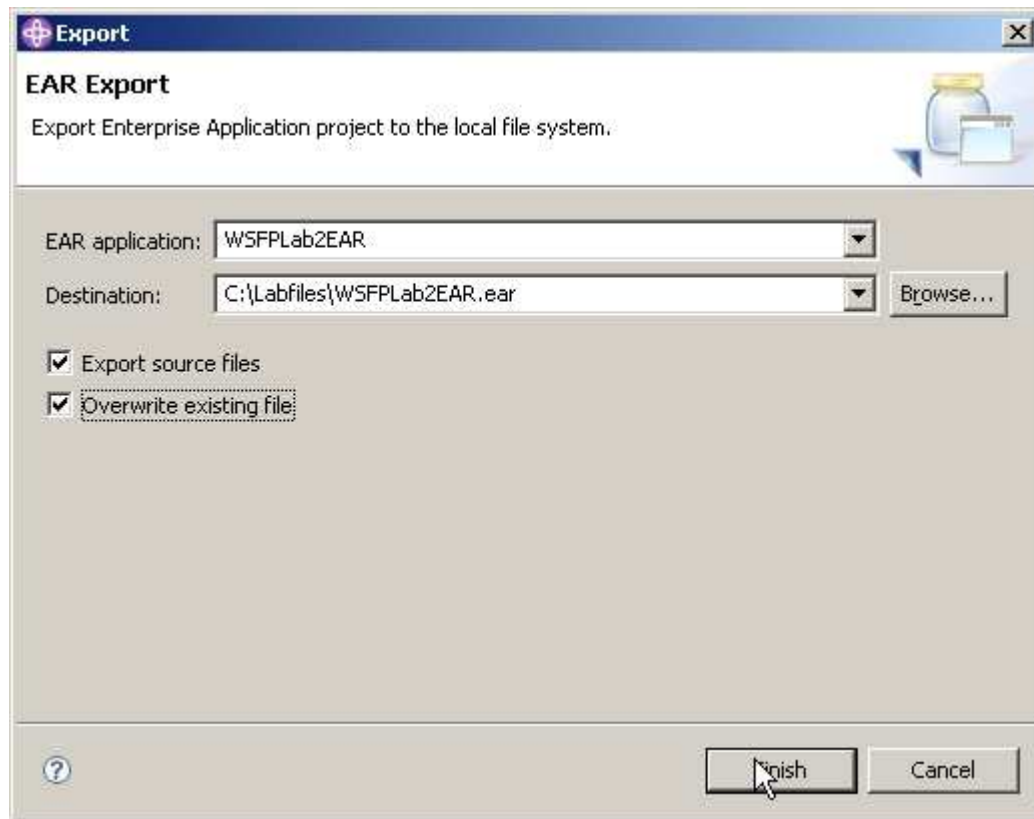 Export
EAR Export
Export Enterprise Application project to the local file system.
EAR application: WSFPLab2EAR
Destination: C:\Labfiles\WSFPLab2EAR.ear Browse...
Export source files
Overwrite existing file
? Finish Cancel